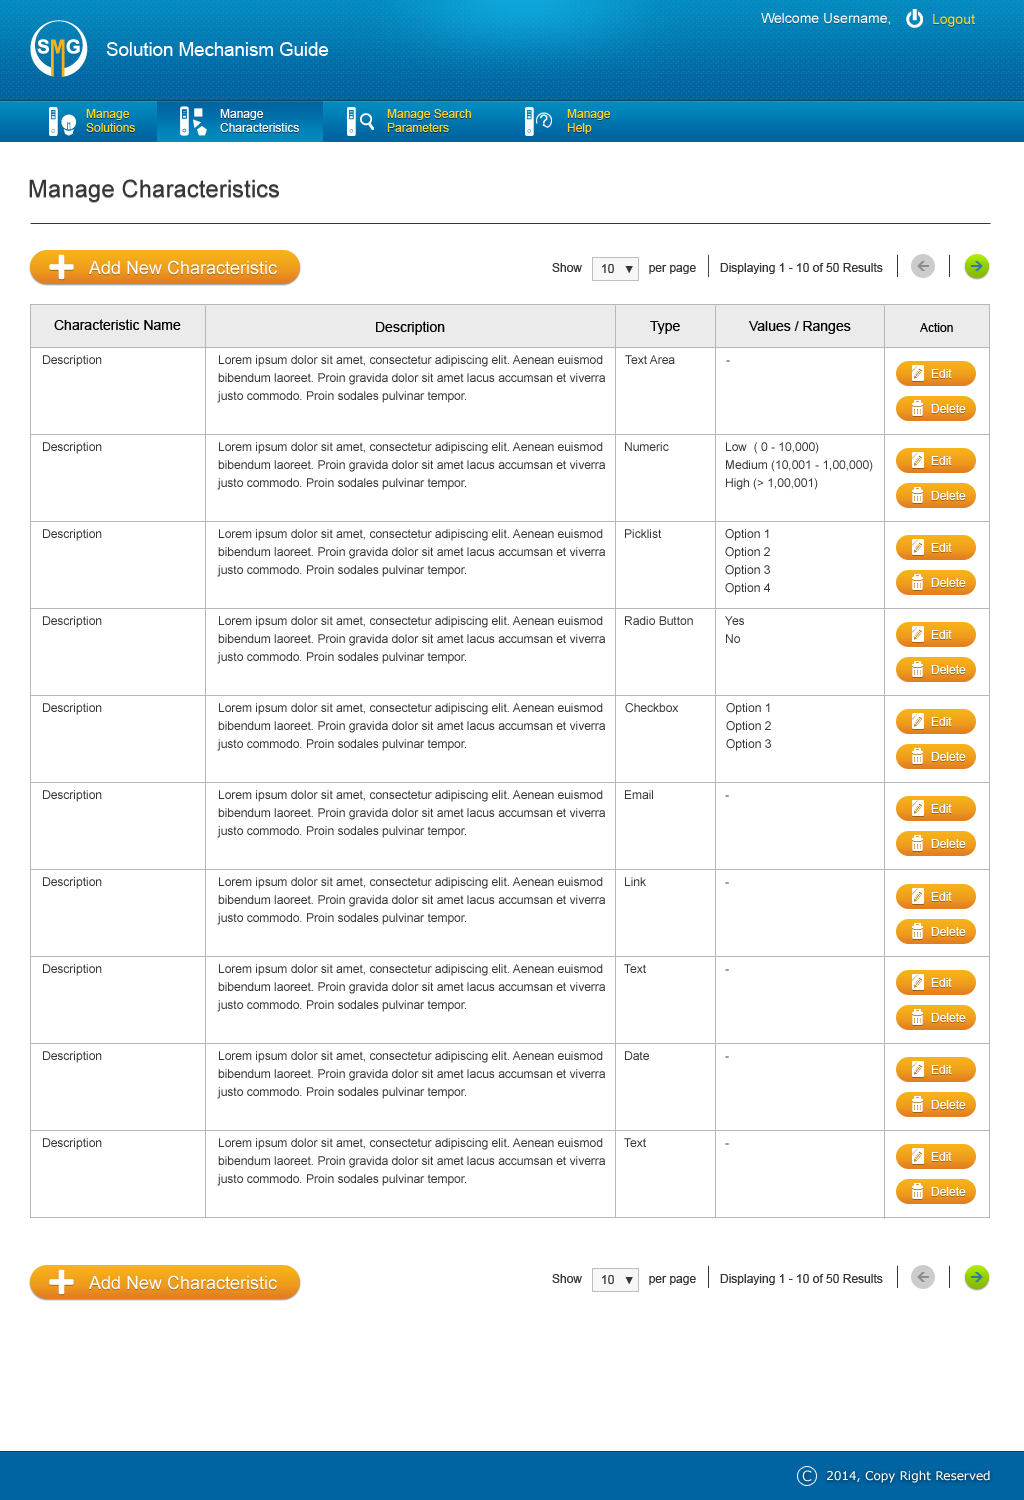 Welcome Username, Logout
SMG Solution Mechanism Guide
Manage Solutions
Manage Characteristics
Manage Search Parameters
Manage Help
Manage Characteristics
Add New Characteristic
Show 10 ▼ per page Displaying 1 - 10 of 50 Results
Characteristic Name Description Type Values / Ranges Action
Description
Lorem ipsum dolor sit amet, consectetur adipiscing elit. Aenean euismod
bibendum laoreet. Proin gravida dolor sit amet lacus accumsan et viverra
justo commodo. Proin sodales pulvinar tempor.
Text Area
-
Edit
Delete
Description
Lorem ipsum dolor sit amet, consectetur adipiscing elit. Aenean euismod
bibendum laoreet. Proin gravida dolor sit amet lacus accumsan et viverra
justo commodo. Proin sodales pulvinar tempor.
Numeric
Low ( 0 - 10,000)
Medium (10,001 - 1,00,000)
High (> 1,00,001)
Edit
Delete
Description
Lorem ipsum dolor sit amet, consectetur adipiscing elit. Aenean euismod
bibendum laoreet. Proin gravida dolor sit amet lacus accumsan et viverra
justo commodo. Proin sodales pulvinar tempor.
Picklist
Option 1
Option 2
Option 3
Option 4
Edit
Delete
Description
Lorem ipsum dolor sit amet, consectetur adipiscing elit. Aenean euismod
bibendum laoreet. Proin gravida dolor sit amet lacus accumsan et viverra
justo commodo. Proin sodales pulvinar tempor.
Radio Button
Yes
No
Edit
Delete
Description
Lorem ipsum dolor sit amet, consectetur adipiscing elit. Aenean euismod
bibendum laoreet. Proin gravida dolor sit amet lacus accumsan et viverra
justo commodo. Proin sodales pulvinar tempor.
Checkbox
Option 1
Option 2
Option 3
Edit
Delete
Description
Lorem ipsum dolor sit amet, consectetur adipiscing elit. Aenean euismod
bibendum laoreet. Proin gravida dolor sit amet lacus accumsan et viverra
justo commodo. Proin sodales pulvinar tempor.
Email
-
Edit
Delete
Description
Lorem ipsum dolor sit amet, consectetur adipiscing elit. Aenean euismod
bibendum laoreet. Proin gravida dolor sit amet lacus accumsan et viverra
justo commodo. Proin sodales pulvinar tempor.
Link
-
Edit
Delete
Description
Lorem ipsum dolor sit amet, consectetur adipiscing elit. Aenean euismod
bibendum laoreet. Proin gravida dolor sit amet lacus accumsan et viverra
justo commodo. Proin sodales pulvinar tempor.
Text
-
Edit
Delete
Description
Lorem ipsum dolor sit amet, consectetur adipiscing elit. Aenean euismod
bibendum laoreet. Proin gravida dolor sit amet lacus accumsan et viverra
justo commodo. Proin sodales pulvinar tempor.
Date
-
Edit
Delete
Description
Lorem ipsum dolor sit amet, consectetur adipiscing elit. Aenean euismod
bibendum laoreet. Proin gravida dolor sit amet lacus accumsan et viverra
justo commodo. Proin sodales pulvinar tempor.
Text
-
Edit
Delete
Add New Characteristic
Show 10 ▼ per page Displaying 1 - 10 of 50 Results
© 2014, Copy Right Reserved